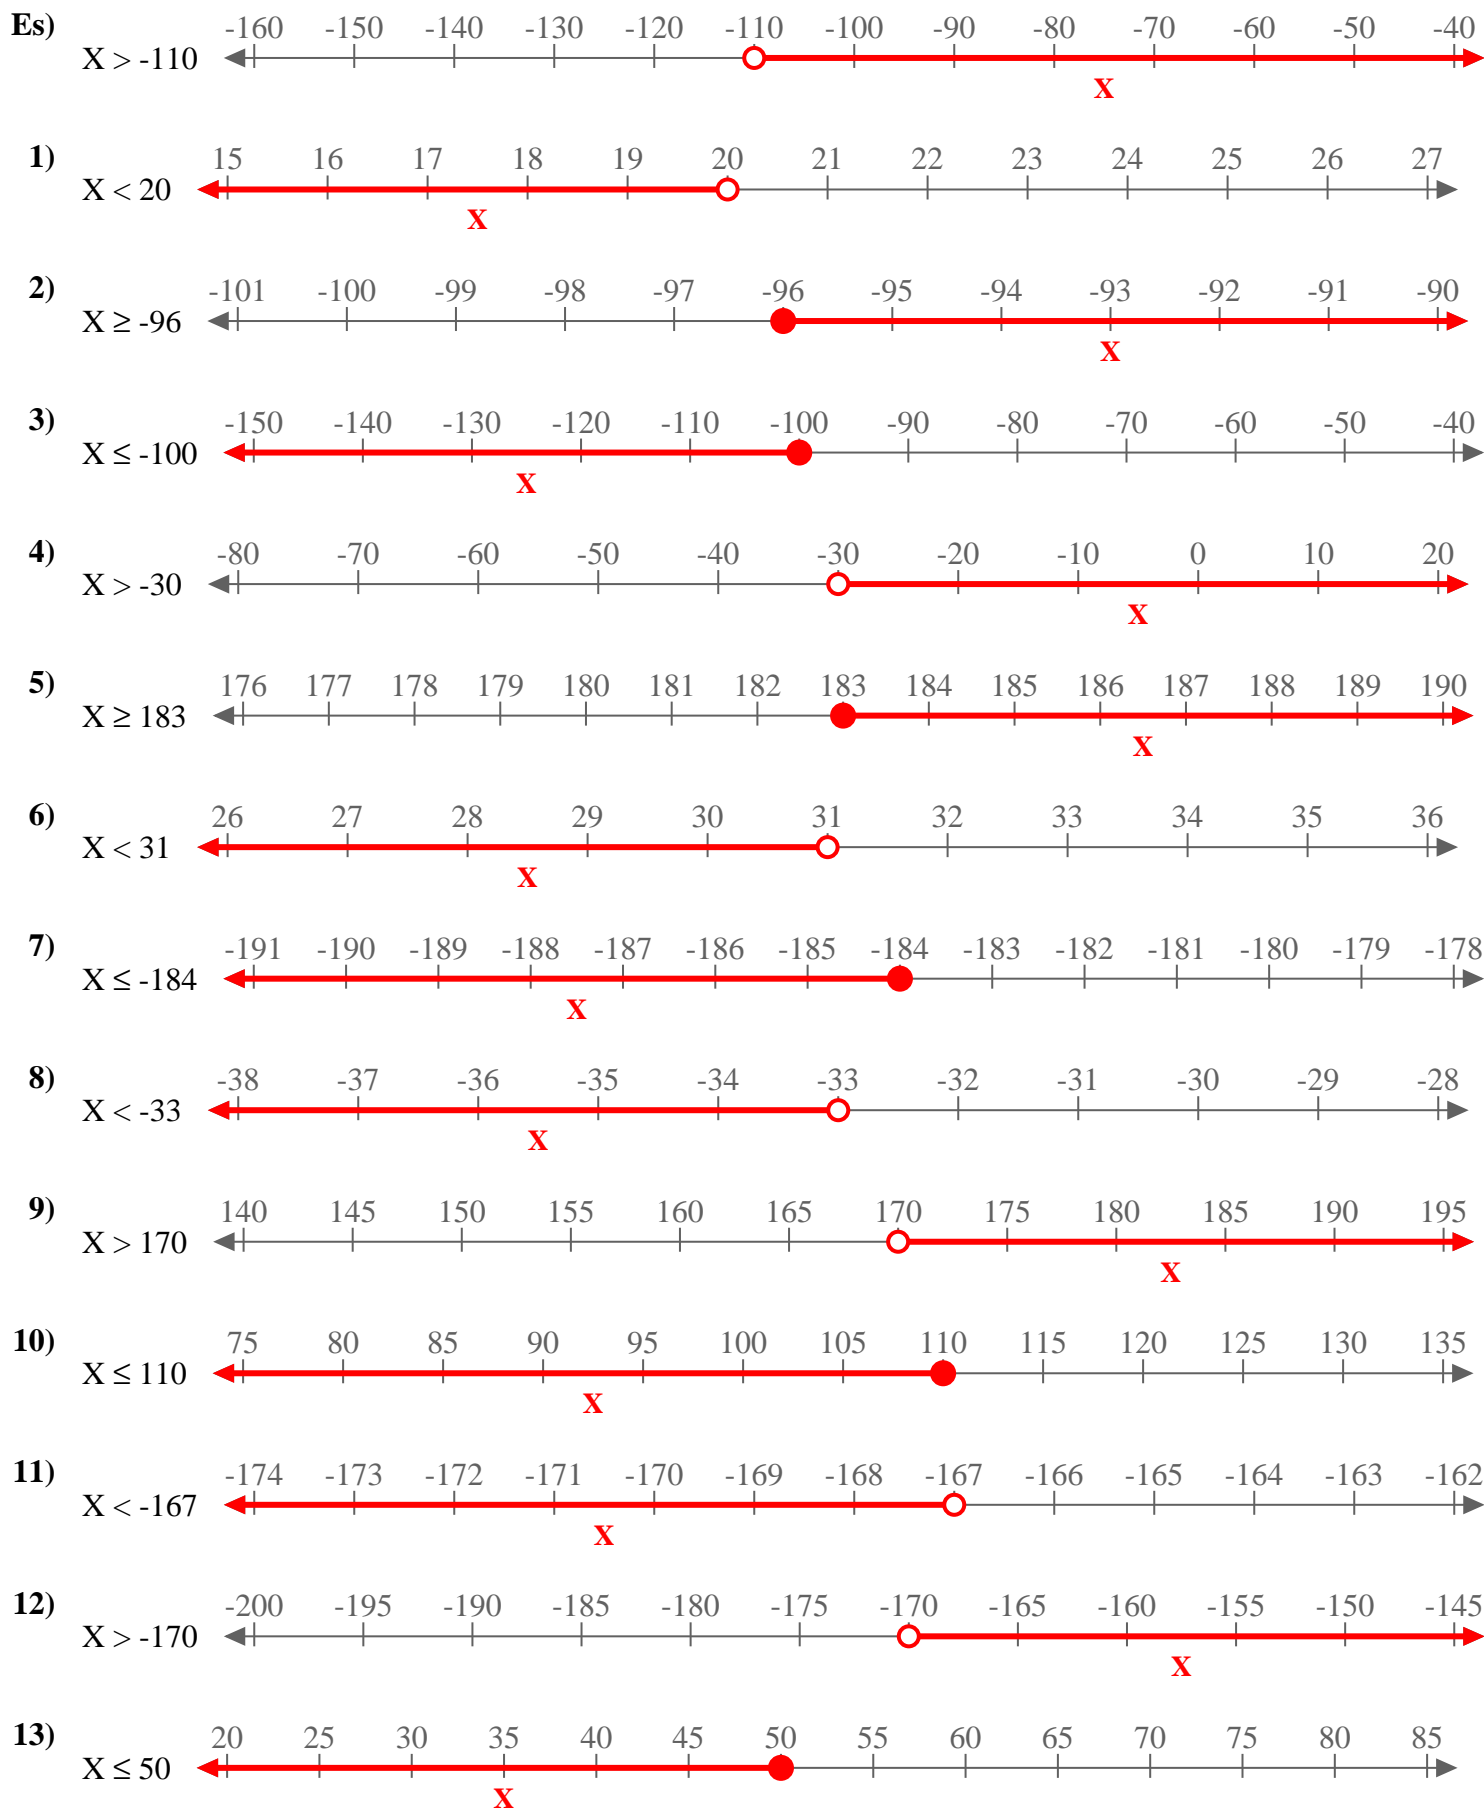 Es) -160 -150 -140 -130 -120 -110 -100 -90 -80 -70 -60 -50 -40
X > -110
X
1) 15 16 17 18 19 20 21 22 23 24 25 26 27
X < 20
X
2) -101 -100 -99 -98 -97 -96 -95 -94 -93 -92 -91 -90
X ≥ -96
X
3) -150 -140 -130 -120 -110 -100 -90 -80 -70 -60 -50 -40
X ≤ -100
X
4) -80 -70 -60 -50 -40 -30 -20 -10 0 10 20
X > -30
X
5) 176 177 178 179 180 181 182 183 184 185 186 187 188 189 190
X ≥ 183
X
6) 26 27 28 29 30 31 32 33 34 35 36
X < 31
X
7) -191 -190 -189 -188 -187 -186 -185 -184 -183 -182 -181 -180 -179 -178
X ≤ -184
X
8) -38 -37 -36 -35 -34 -33 -32 -31 -30 -29 -28
X < -33
X
9) 140 145 150 155 160 165 170 175 180 185 190 195
X > 170
X
10) 75 80 85 90 95 100 105 110 115 120 125 130 135
X ≤ 110
X
11) -174 -173 -172 -171 -170 -169 -168 -167 -166 -165 -164 -163 -162
X < -167
X
12) -200 -195 -190 -185 -180 -175 -170 -165 -160 -155 -150 -145
X > -170
X
13) 20 25 30 35 40 45 50 55 60 65 70 75 80 85
X ≤ 50
X